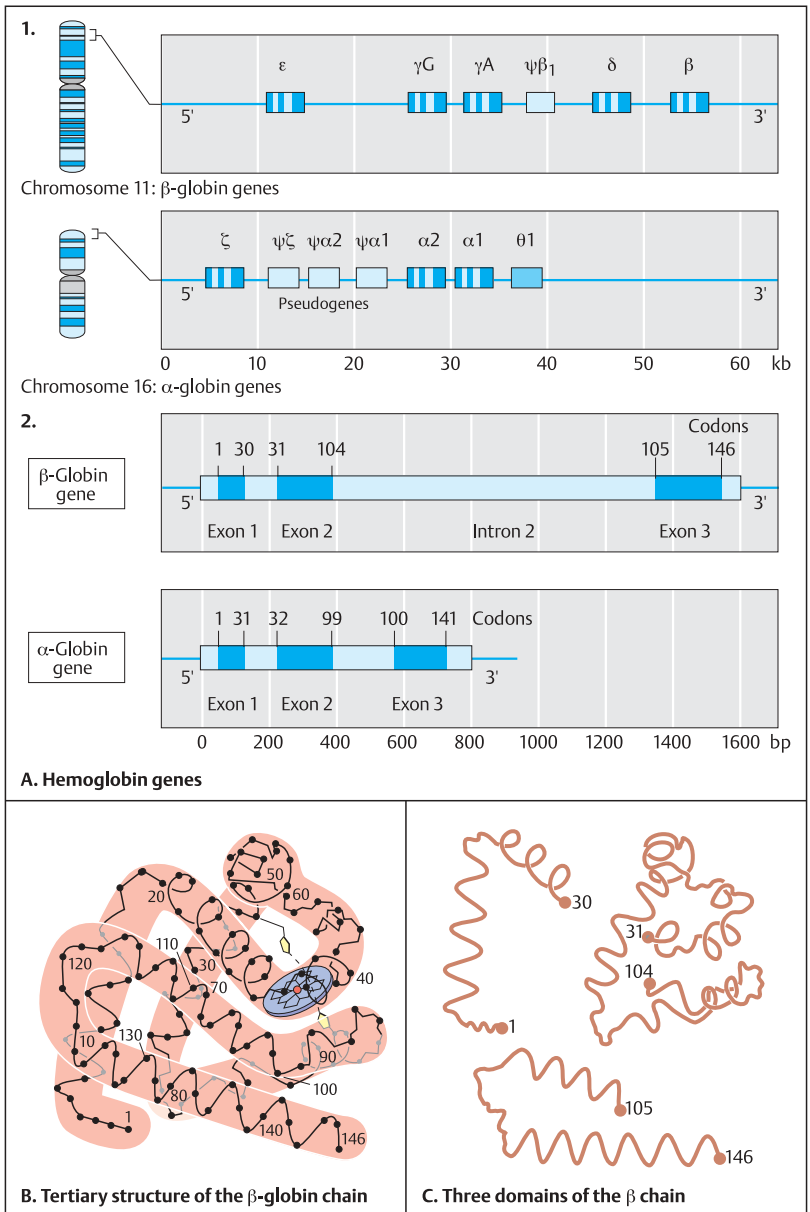 1.
ε γG γA ψβ1 δ β
5' 3'
Chromosome 11: β-globin genes
ζ ψζ ψα2 ψα1 α2 α1 θ1
5' Pseudogenes 3'
0 10 20 30 40 50 60 kb
Chromosome 16: α-globin genes
2.
Codons
1 30 31 104 105 146
β-Globin
gene
5' 3'
Exon 1 Exon 2 Intron 2 Exon 3
1 31 32 99 100 141 Codons
α-Globin
gene
5' 3'
Exon 1 Exon 2 Exon 3
0 200 400 600 800 1000 1200 1400 1600 bp
A. Hemoglobin genes
50
20 60
110
120 30 40
70
10 130 90
100
80
1 140 146
B. Tertiary structure of the β-globin chain
30
31
104
1
105
146
C. Three domains of the β chain